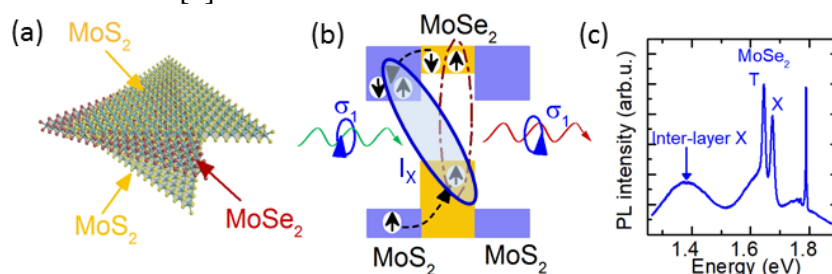 (a)
MoS2
MoS2
MoSe2
(b)
MoSe2
σ1
σ1
IX
MoS2
MoS2
(c)
PL intensity (arb.u.)
MoSe2
T
X
Inter-layer X
1.4
1.6
1.8
Energy (eV)